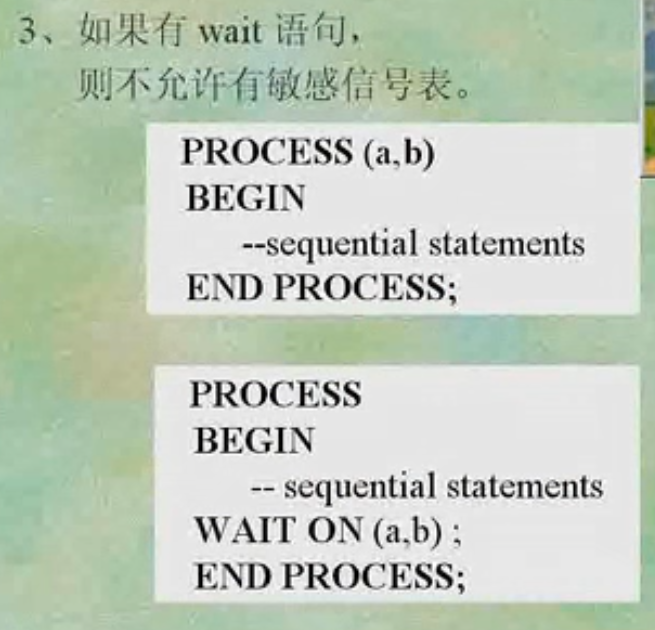 3、如果有 wait 语句，
则不允许有敏感信号表。
PROCESS (a,b)
BEGIN
--sequential statements
END PROCESS;
PROCESS
BEGIN
-- sequential statements
WAIT ON (a,b) ;
END PROCESS;